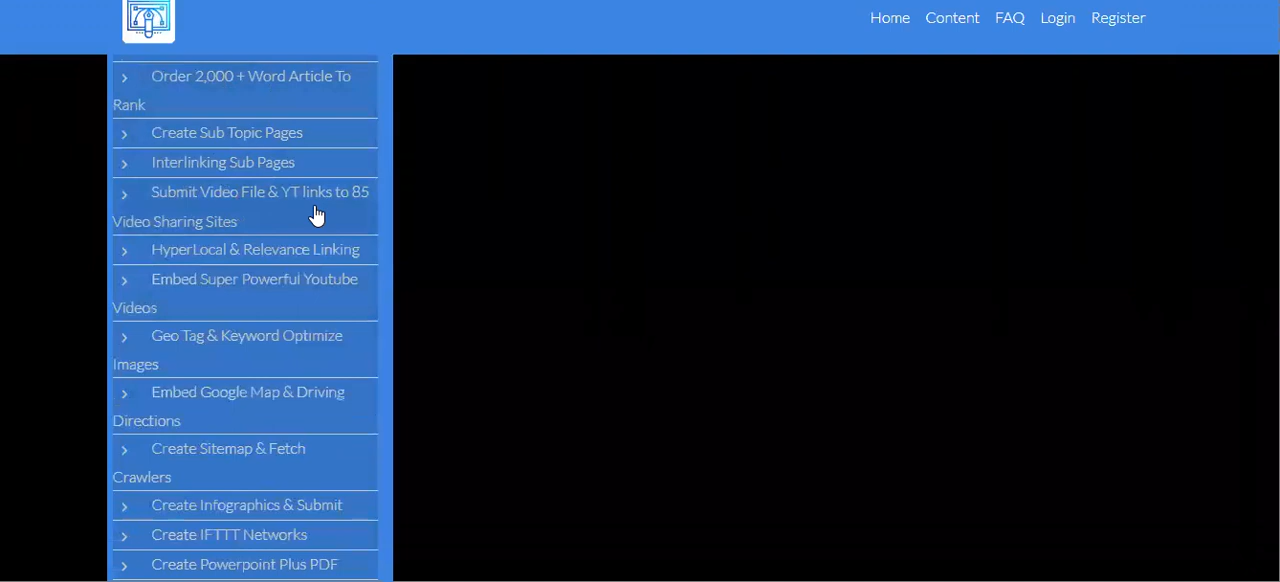 Home Content FAQ Login Register
Order 2,000 + Word Article To
Rank
Create Sub Topic Pages
Interlinking Sub Pages
Submit Video File & YT links to 85
Video Sharing Sites
HyperLocal & Relevance Linking
Embed Super Powerful Youtube
Videos
Geo Tag & Keyword Optimize
Images
Embed Google Map & Driving
Directions
Create Sitemap & Fetch
Crawlers
Create Infographics & Submit
Create IFTTT Networks
Create Powerpoint Plus PDF